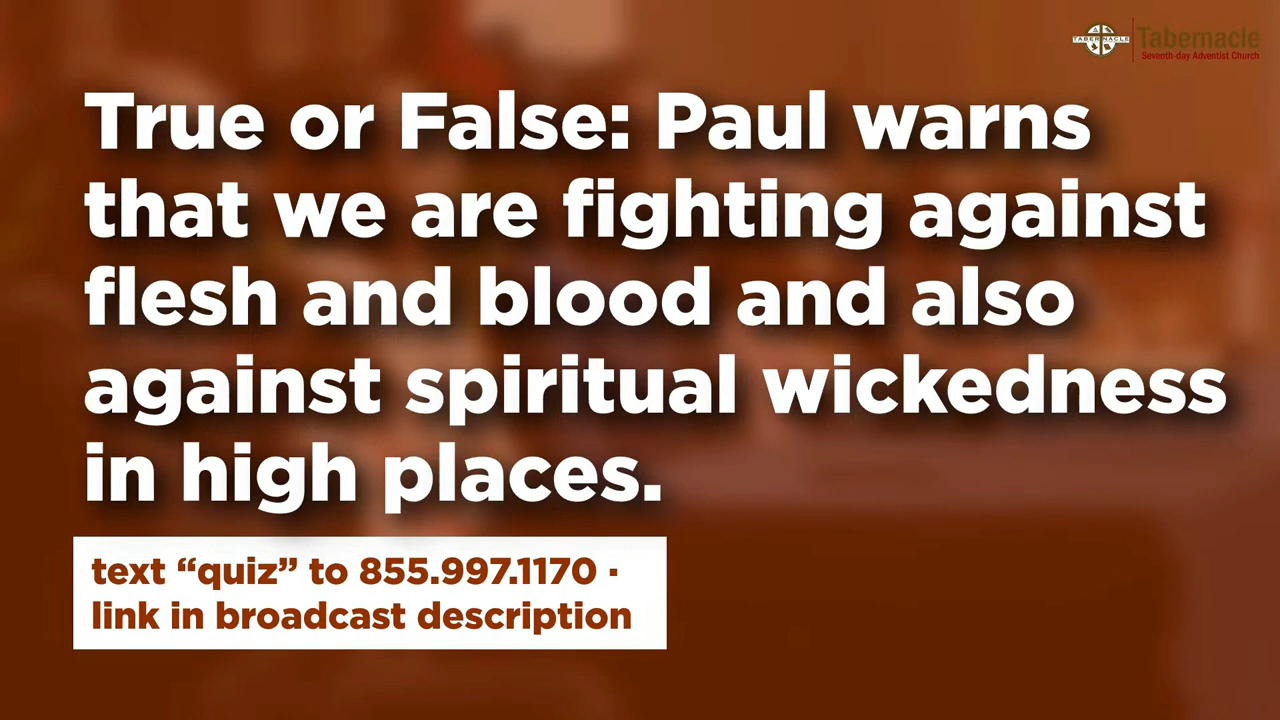 TABERNACLE
Tabernacle
Seventh-day Adventist Church
True or False: Paul warns
that we are fighting against
flesh and blood and also
against spiritual wickedness
in high places.
text “quiz” to 855.997.1170 ·
link in broadcast description